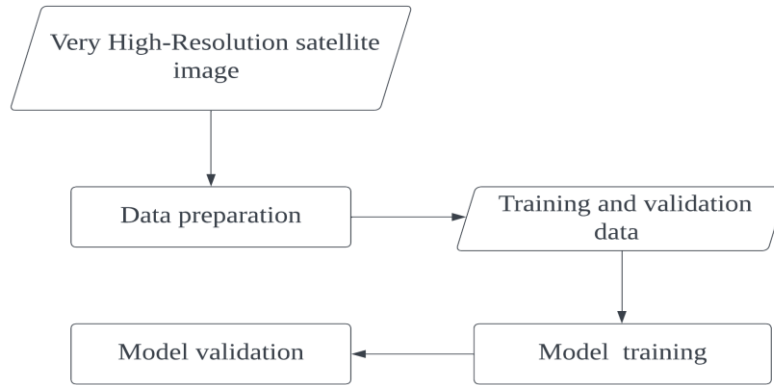 Very High-Resolution satellite
image
Data preparation
Training and validation
data
Model validation
Model training